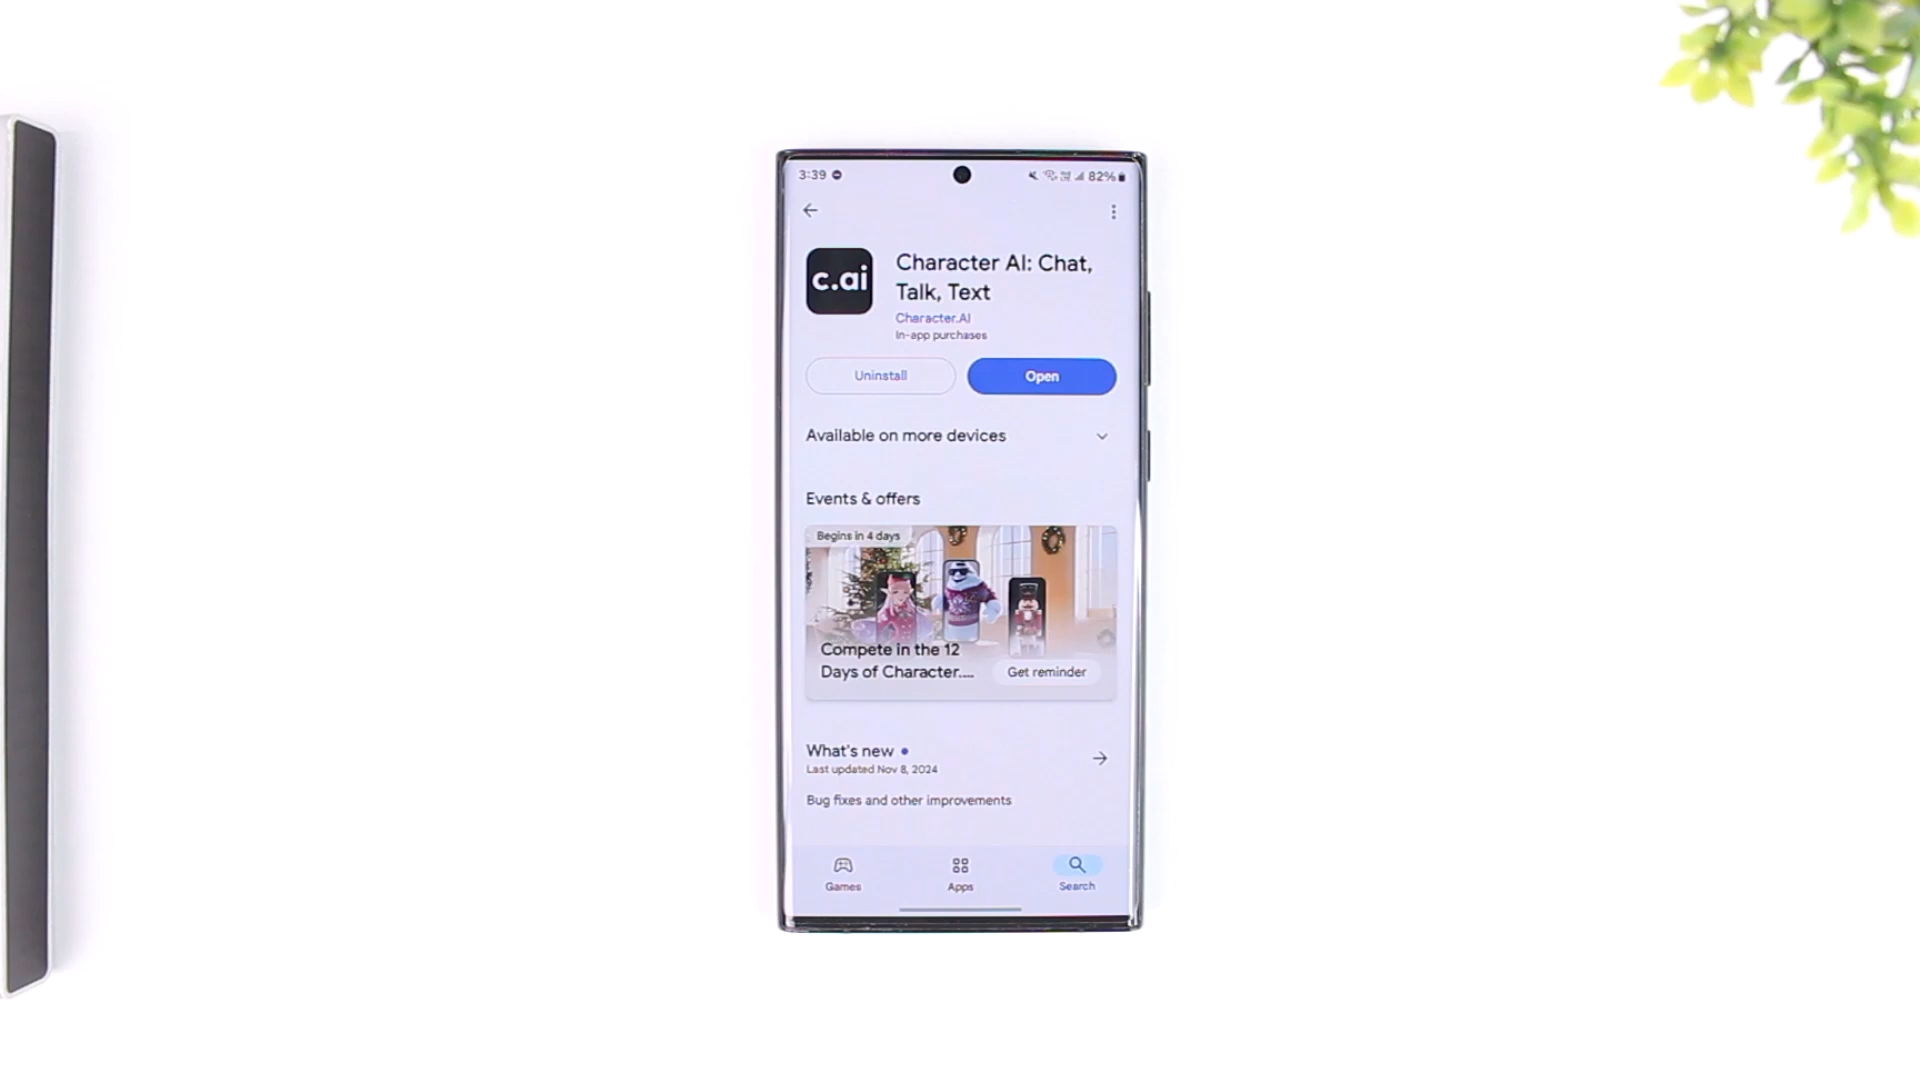 3:39
82%
c.ai
Character AI: Chat,
Talk, Text
Character.AI
In-app purchases
Uninstall
Open
Available on more devices
Events & offers
Begins in 4 days
Compete in the 12
Days of Character....
Get reminder
What's new
Last updated Nov 8, 2024
Bug fixes and other improvements
Games
Apps
Search